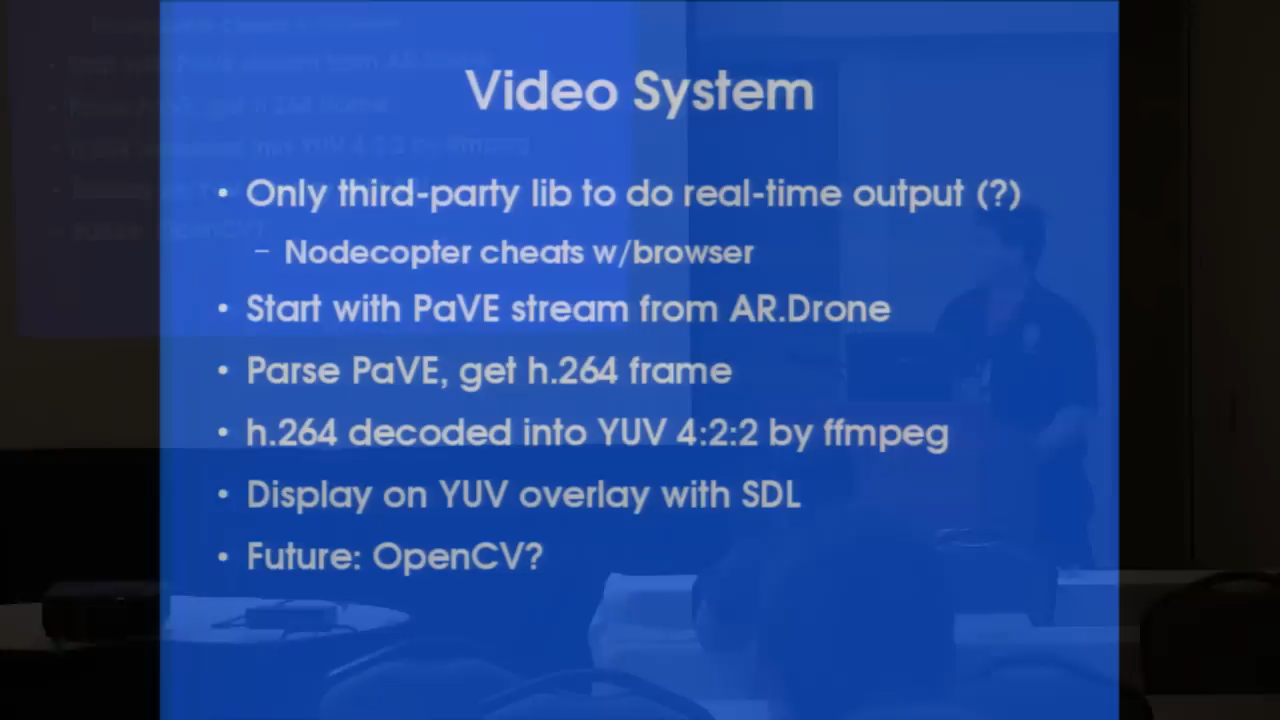 Video System
• Only third-party lib to do real-time output (?)
– Nodecopter cheats w/browser
• Start with PaVE stream from AR.Drone
• Parse PaVE, get h.264 frame
• h.264 decoded into YUV 4:2:2 by ffmpeg
• Display on YUV overlay with SDL
• Future: OpenCV?